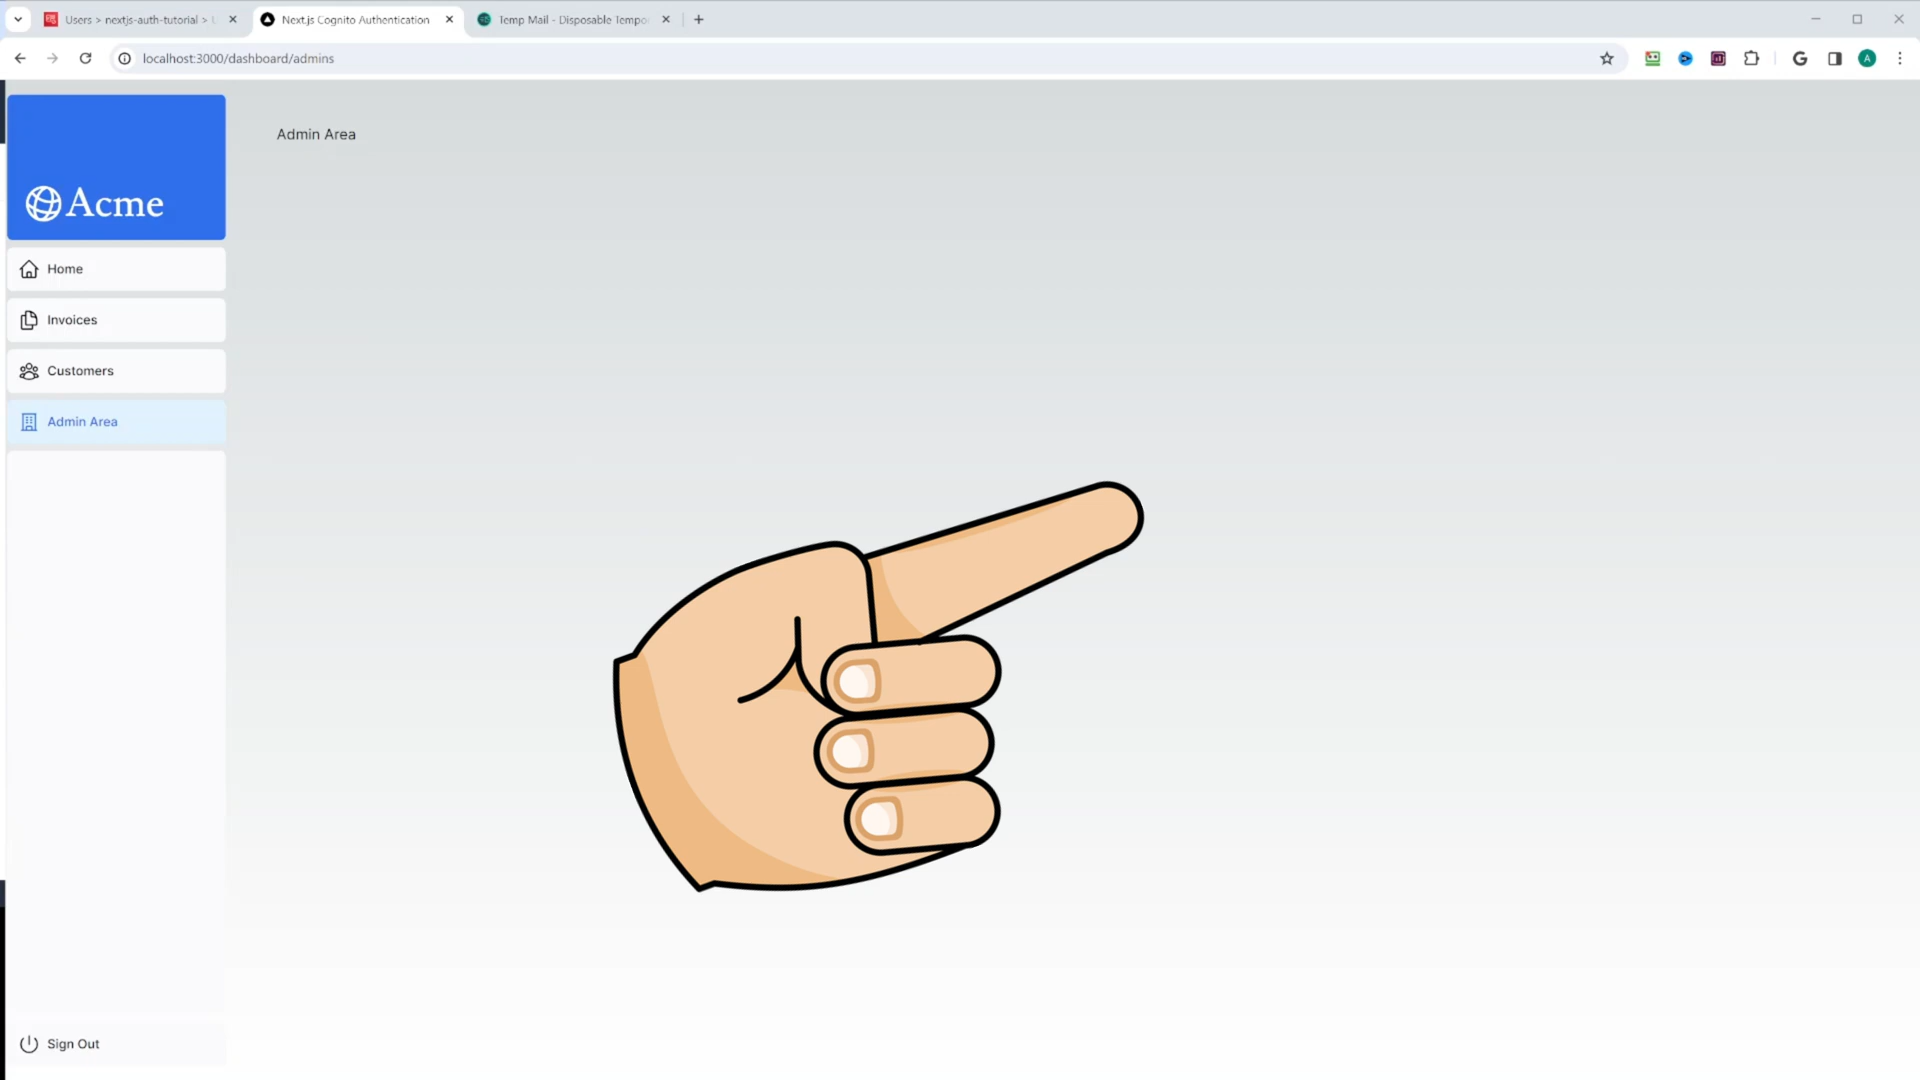 Users > nextjs-auth-tutorial >
Next.js Cognito Authentication
Temp Mail - Disposable Tempo
localhost:3000/dashboard/admins
A
Acme
Admin Area
Home
Invoices
Customers
Admin Area
Sign Out